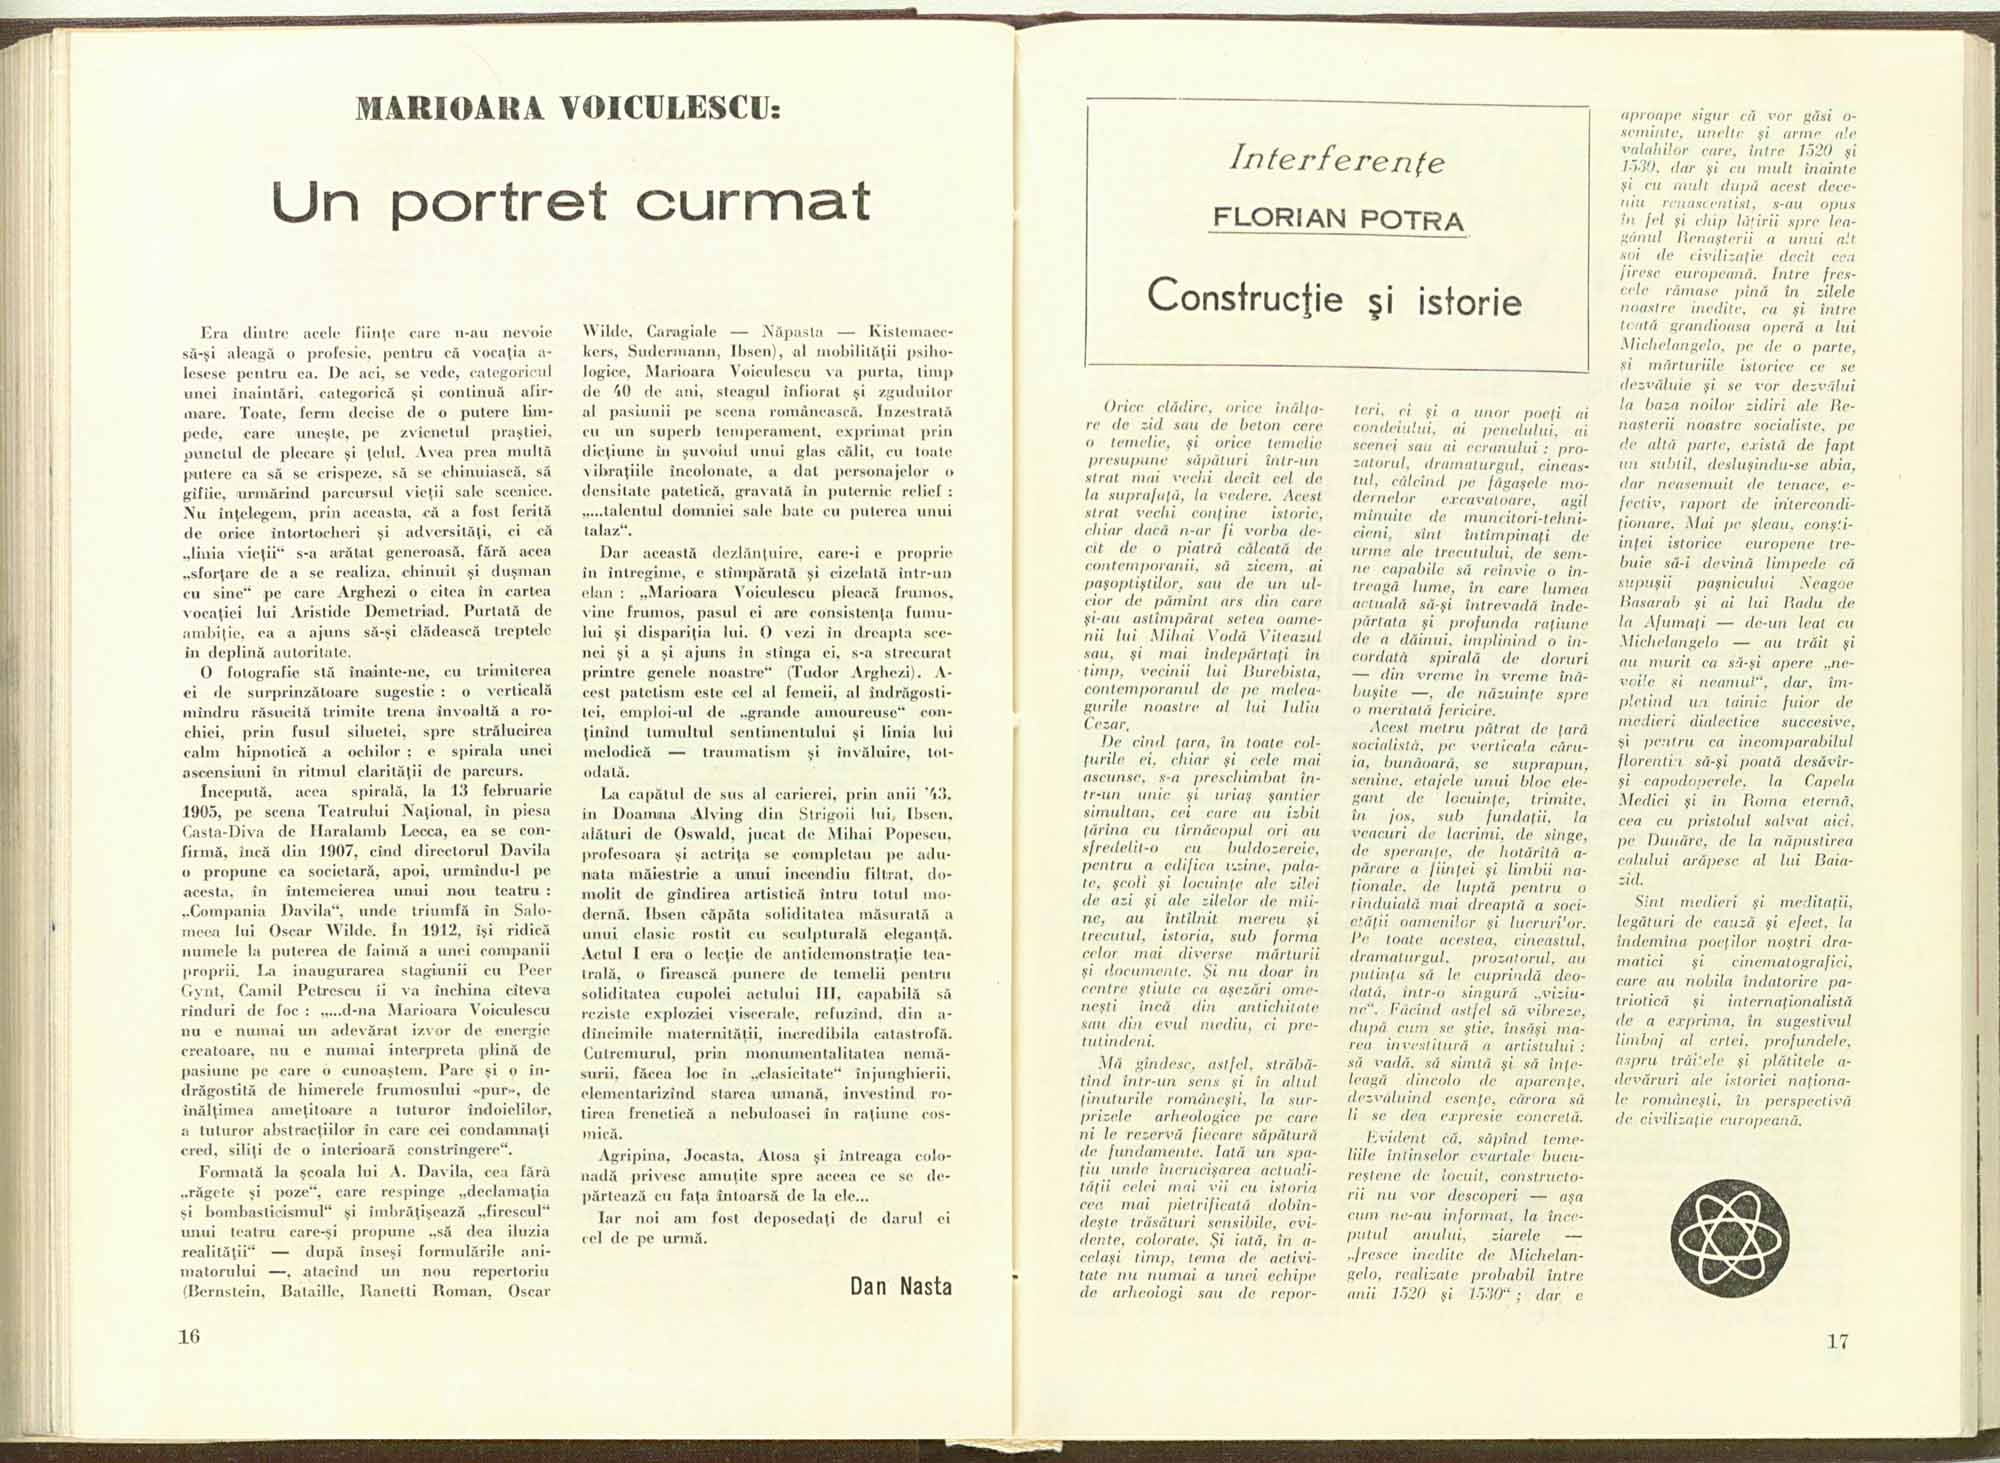 MARIOARA VOICULESCU:
Un portret curmat
Era dintre acele ființe care n-au nevoie
să-și aleagă o profesie, pentru că vocația a-
lesese pentru ea. De aci, se vede, categoricul
unei înaintări, categorică și continuă afir-
mare. Toate, ferm decise de o putere lim-
pede, care unește, pe zvicnetul praștiei,
punctul de plecare și țelul. Avea prea multă
putere ca să se crispeze, să se chinuiască, să
gîfîie, urmărind parcursul vieții sale scenice.
Nu înțelegem, prin aceasta, că a fost ferită
de orice întortocheri și adversități, ci că
„linia vieții“ s-a arătat generoasă, fără acea
„sforțare de a se realiza, chinuit și dușman
cu sine“ pe care Arghezi o citea în cartea
vocației lui Aristide Demetriad. Purtată de
ambiție, ea a ajuns să-și clădească treptele
în deplină autoritate.
O fotografie stă înainte-ne, cu trimiterea
ei de surprinzătoare sugestie : o verticală
mîndru răsucită trimite trena învoaltă a ro-
chiei, prin fusul siluetei, spre strălucirea
calm hipnotică a ochilor ; e spirala unei
ascensiuni în ritmul clarității de parcurs.
Începută, acea spirală, la 13 februarie
1905, pe scena Teatrului Național, în piesa
Casta-Diva de Haralamb Lecca, ea se con-
firmă, încă din 1907, cînd directorul Davila
o propune ca societară, apoi, urmîndu-l pe
acesta, în întemeierea unui nou teatru :
„Compania Davila“, unde triumfă în Salo-
meea lui Oscar Wilde. În 1912, își ridică
numele la puterea de faimă a unei companii
proprii. La inaugurarea stagiunii cu Peer
Gynt, Camil Petrescu îi va închina cîteva
rînduri de foc : „...d-na Marioara Voiculescu
nu e numai un adevărat izvor de energie
creatoare, nu e numai interpreta plină de
pasiune pe care o cunoaștem. Pare și o în-
drăgostită de himerele frumosului «pur», de
înălțimea amețitoare a tuturor îndoielilor,
a tuturor abstracțiilor în care cei condamnați
cred, siliți de o interioară constrîngere“.
Formată la școala lui A. Davila, cea fără
„răgete și poze“, care respinge „declamația
și bombasticismul“ și îmbrățișează „firescul“
unui teatru care-și propune „să dea iluzia
realității“ — după înseși formulările ani-
matorului —, atacînd un nou repertoriu
(Bernstein, Bataille, Ranetti Roman, Oscar
Wilde, Caragiale — Năpasta — Kistemaec-
kers, Sudermann, Ibsen), al mobilității psiho-
logice, Marioara Voiculescu va purta, timp
de 40 de ani, steagul înfiorat și zguduitor
al pasiunii pe scena românească. Înzestrată
cu un superb temperament, exprimat prin
dicțiune în șuvoiul unui glas călit, cu toate
vibrațiile încolonate, a dat personajelor o
densitate patetică, gravată în puternic relief :
„...talentul domniei sale bate cu puterea unui
talaz“.
Dar această dezlănțuire, care-i e proprie
în întregime, e stîmpărată și cizelată într-un
elan : „Marioara Voiculescu pleacă frumos,
vine frumos, pasul ei are consistența fumu-
lui și dispariția lui. O vezi în dreapta sce-
nei și a și ajuns în stînga ei, s-a strecurat
printre genele noastre“ (Tudor Arghezi). A-
cest patetism este cel al femeii, al îndrăgosti-
tei, emploi-ul de „grande amoureuse“ con-
ținînd tumultul sentimentului și linia lui
melodică — traumatism și învăluire, tot-
odată.
La capătul de sus al carierei, prin anii '43,
în Doamna Alving din Strigoii lui Ibsen,
alături de Oswald, jucat de Mihai Popescu,
profesoara și actrița se completau pe adu-
nata măiestrie a unui incendiu filtrat, do-
molit de gîndirea artistică întru totul mo-
dernă. Ibsen căpăta soliditatea măsurată a
unui clasic rostit cu sculpturală eleganță.
Actul I era o lecție de antidemonstrație tea-
trală, o firească punere de temelii pentru
soliditatea cupolei actului III, capabilă să
reziste exploziei viscerale, refuzînd, din a-
dîncimile maternității, incredibila catastrofă.
Cutremurul, prin monumentalitatea nemă-
surii, făcea loc în „clasicitate“ înjunghierii,
elementarizînd starea umană, investind ro-
tirea frenetică a nebuloasei în rațiune cos-
mică.
Agripina, Jocasta, Atosa și întreaga colo-
nadă privesc amuțite spre aceea ce se de-
părtează cu fața întoarsă de la ele...
Iar noi am fost deposedați de darul ei
cel de pe urmă.
Dan Nasta
16
Interferențe
FLORIAN POTRA
Construcție și istorie
Orice clădire, orice înălța-
re de zid sau de beton cere
o temelie, și orice temelie
presupune săpături într-un
strat mai vechi decît cel de
la suprafață, la vedere. Acest
strat vechi conține istorie,
chiar dacă n-ar fi vorba de-
cît de o piatră călcată de
contemporanii, să zicem, ai
pașoptiștilor, sau de un ul-
cior de pămînt ars din care
și-au astîmpărat setea oame-
nii lui Mihai Vodă Viteazul
sau, și mai îndepărtați în
timp, vecinii lui Burebista,
contemporanul de pe melea-
gurile noastre al lui Iuliu
Cezar.
De cînd țara, în toate col-
țurile ei, chiar și cele mai
ascunse, s-a preschimbat în-
tr-un unic și uriaș șantier
simultan, cei care au izbit
țărîna cu tîrnăcopul ori au
sfredelit-o cu buldozerele,
pentru a edifica uzine, pala-
te, școli și locuințe ale zilei
de azi și ale zilelor de mîi-
ne, au întîlnit mereu și
trecutul, istoria, sub forma
celor mai diverse mărturii
și documente. Și nu doar în
centre știute ca așezări ome-
nești încă din antichitate
sau din evul mediu, ci pre-
tutindeni.
Mă gîndesc, astfel, străbă-
tînd într-un sens și în altul
ținuturile românești, la sur-
prizele arheologice pe care
ni le rezervă fiecare săpătură
de fundamente. Iată un spa-
țiu unde încrucișarea actuali-
tății celei mai vii cu istoria
cea mai pietrificată dobîn-
dește trăsături sensibile, evi-
dente, colorate. Și iată, în a-
celași timp, tema de activi-
tate nu numai a unei echipe
de arheologi sau de repor-
teri, ci și a unor poeți ai
condeiului, ai penelului, ai
scenei sau ai ecranului : pro-
zatorul, dramaturgul, cineas-
tul, călcînd pe făgașele mo-
dernelor excavatoare, agil
mînuite de muncitori-tehni-
cieni, sînt întîmpinați de
urme ale trecutului, de sem-
ne capabile să reînvie o în-
treagă lume, în care lumea
actuală să-și întrevadă înde-
părtata și profunda rațiune
de a dăinui, împlinind o în-
cordată spirală de doruri
— din vreme în vreme înă-
bușite —, de năzuințe spre
o meritată fericire.
Acest metru pătrat de țară
socialistă, pe verticala căru-
ia, bunăoară, se suprapun,
senine, etajele unui bloc ele-
gant de locuințe, trimite,
în jos, sub fundații, la
veacuri de lacrimi, de sînge,
de speranțe, de hotărîtă a-
părare a ființei și limbii na-
ționale, de luptă pentru o
rînduială mai dreaptă a soci-
etății oamenilor și lucrurilor.
Pe toate acestea, cineastul,
dramaturgul, prozatorul, au
putința să le cuprindă deo-
dată, într-o singură „viziu-
ne“. Făcînd astfel să vibreze,
după cum se știe, însăși ma-
rea învestitură a artistului :
să vadă, să simtă și să înțe-
leagă dincolo de aparențe,
dezvăluind esențe, cărora să
li se dea expresie concretă.
Evident că, săpînd teme-
liile întinselor cvartale bucu-
reștene de locuit, constructo-
rii nu vor descoperi — așa
cum ne-au informat, la înce-
putul anului, ziarele —
„fresce inedite de Michelan-
gelo, realizate probabil între
anii 1520 și 1530“ ; dar e
aproape sigur că vor găsi o-
seminte, unelte și arme ale
valahilor care, între 1520 și
1530, dar și cu mult înainte
și cu mult după acest dece-
niu renascentist, s-au opus
în fel și chip lățirii spre lea-
gănul Renașterii a unui alt
soi de civilizație decît cea
firesc europeană. Între fres-
cele rămase pînă în zilele
noastre inedite, ca și între
toată grandioasa operă a lui
Michelangelo, pe de o parte,
și mărturiile istorice ce se
dezvăluie și se vor dezvălui
la baza noilor zidiri ale Re-
nașterii noastre socialiste, pe
de altă parte, există de fapt
un subtil, deslușindu-se abia,
dar neasemuit de tenace, e-
fectiv, raport de intercondi-
ționare. Mai pe șleau, conști-
inței istorice europene tre-
buie să-i devină limpede că
supușii pașnicului Neagoe
Basarab și ai lui Radu de
la Afumați — de-un leat cu
Michelangelo — au trăit și
au murit ca să-și apere „ne-
voile și neamul“, dar, îm-
pletind un tainic fuior de
medieri dialectice succesive,
și pentru ca incomparabilul
florentin să-și poată desăvîr-
și capodoperele, la Capela
Medici și în Roma eternă,
cea cu pristolul salvat aici,
pe Dunăre, de la năpustirea
calului arăpesc al lui Baia-
zid.
Sînt medieri și meditații,
legături de cauză și efect, la
îndemîna poeților noștri dra-
matici și cinematografici,
care au nobila îndatorire pa-
triotică și internaționalistă
de a exprima, în sugestivul
limbaj al artei, profundele,
aspru trăitele și plătitele a-
devăruri ale istoriei naționa-
le românești, în perspectivă
de civilizație europeană.
17